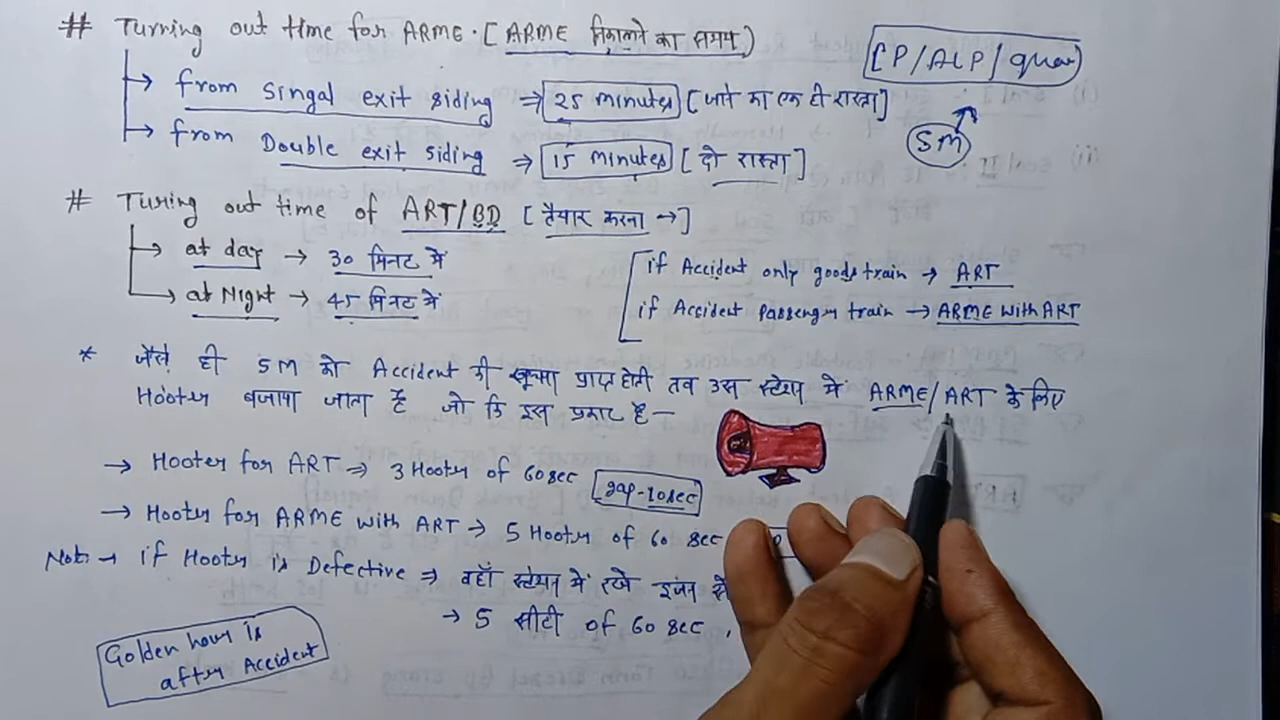 # Turning out time for ARME. [ARME निकालने का समय)
[LP/ALP/quar)
→ from Singal exit siding ⇒ 25 minutes [जाने का एक ही रास्ता]
SM
→ from Double exit siding ⇒ 15 minutes [दो रास्ता]
# Turing out time of ART/BD [तैयार करना →]
→ at day → 30 मिनट में
→ at Night → 45 मिनट में
if Accident only goods train → ART
if Accident Passenger train → ARME with ART
* जैसे ही SM को Accident की सूचना प्राप्त होती तब उस स्टेशन में ARME/ART के लिए
Hooter बजाया जाता है जो कि इस प्रकार है —
→ Hooter for ART ⇒ 3 Hooter of 60 sec [gap-10sec]
→ Hooter for ARME with ART → 5 Hooter of 60 sec
Note → if Hooter is Defective ⇒ वहाँ स्टेशन में रखे इंजन से
→ 5 सीटी of 60 sec .
Golden hour is
after Accident